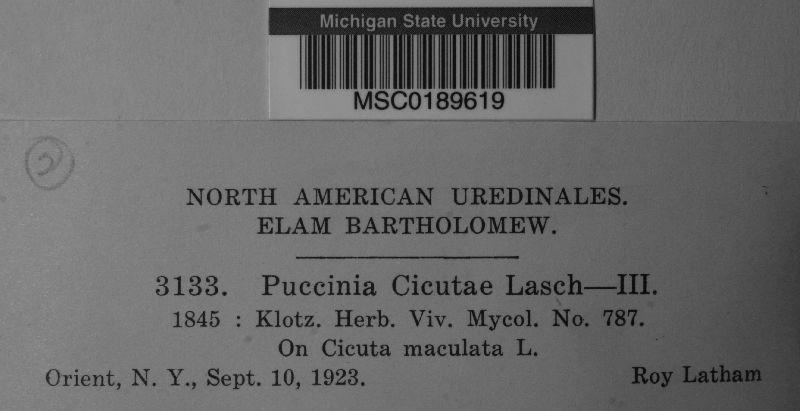 Michigan State University
MSC0189619
2
NORTH AMERICAN UREDINALES.
ELAM BARTHOLOMEW.
3133. Puccinia Cicutae Lasch—III.
1845 : Klotz. Herb. Viv. Mycol. No. 787.
On Cicuta maculata L.
Orient, N. Y., Sept. 10, 1923. Roy Latham